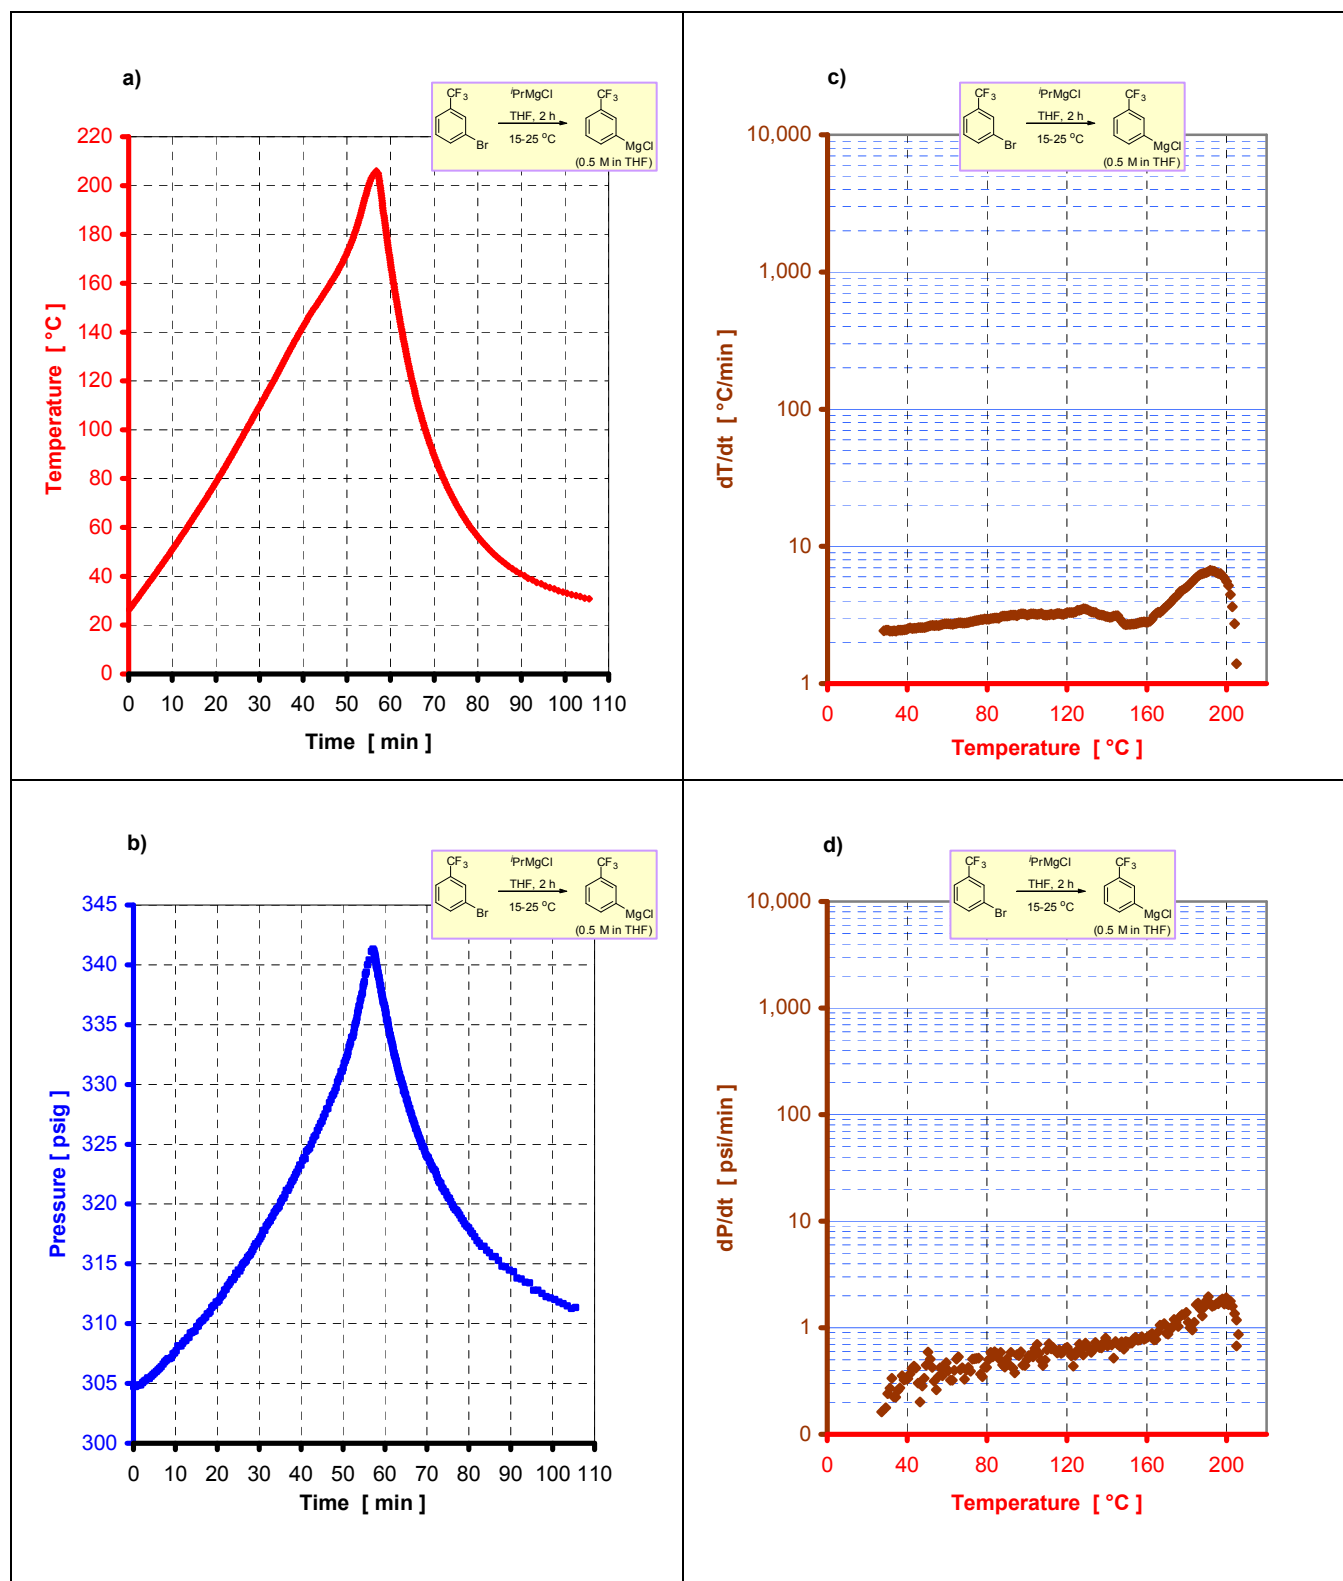 a)
CF3
Br
iPrMgCl
THF, 2 h
15-25 oC
CF3
MgCl
(0.5 M in THF)
220
200
180
160
140
120
100
80
60
40
20
0
Temperature [ °C ]
0 10 20 30 40 50 60 70 80 90 100 110
Time [ min ]
c)
CF3
Br
iPrMgCl
THF, 2 h
15-25 oC
CF3
MgCl
(0.5 M in THF)
10,000
1,000
100
10
1
dT/dt [ °C/min ]
0 40 80 120 160 200
Temperature [ °C ]
b)
CF3
Br
iPrMgCl
THF, 2 h
15-25 oC
CF3
MgCl
(0.5 M in THF)
345
340
335
330
325
320
315
310
305
300
Pressure [ psig ]
0 10 20 30 40 50 60 70 80 90 100 110
Time [ min ]
d)
CF3
Br
iPrMgCl
THF, 2 h
15-25 oC
CF3
MgCl
(0.5 M in THF)
10,000
1,000
100
10
1
0
dP/dt [ psi/min ]
0 40 80 120 160 200
Temperature [ °C ]